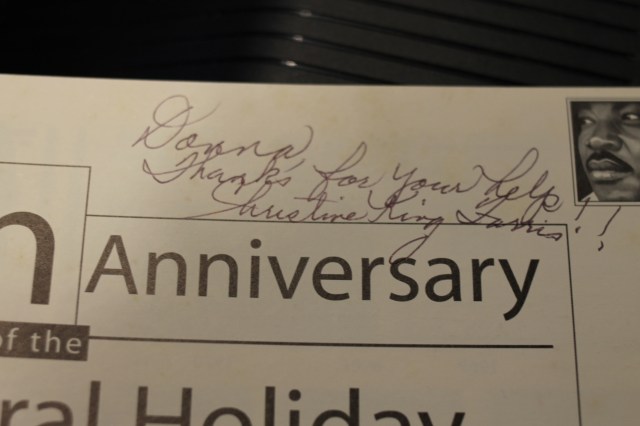 Donna,
Thanks for your help!!
Christine King Farris
n
Anniversary
of the
ral Holiday